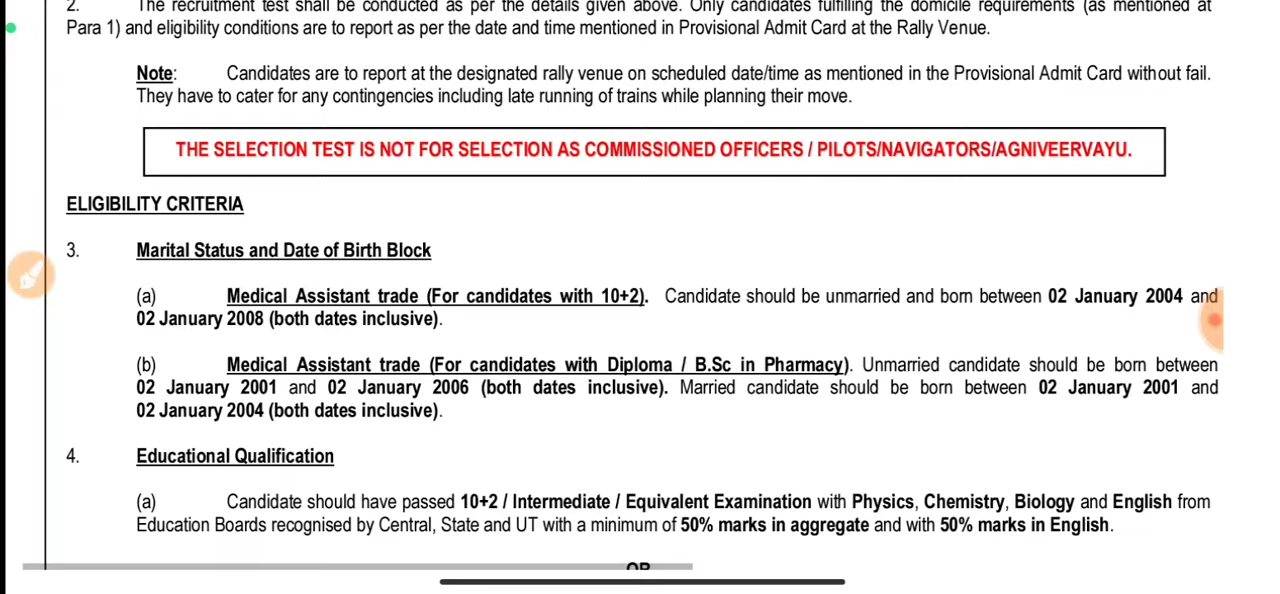 2. The recruitment test shall be conducted as per the details given above. Only candidates fulfilling the domicile requirements (as mentioned at
Para 1) and eligibility conditions are to report as per the date and time mentioned in Provisional Admit Card at the Rally Venue.
Note: Candidates are to report at the designated rally venue on scheduled date/time as mentioned in the Provisional Admit Card without fail.
They have to cater for any contingencies including late running of trains while planning their move.
THE SELECTION TEST IS NOT FOR SELECTION AS COMMISSIONED OFFICERS / PILOTS/NAVIGATORS/AGNIVEERVAYU.
ELIGIBILITY CRITERIA
3. Marital Status and Date of Birth Block
(a) Medical Assistant trade (For candidates with 10+2). Candidate should be unmarried and born between 02 January 2004 and
02 January 2008 (both dates inclusive).
(b) Medical Assistant trade (For candidates with Diploma / B.Sc in Pharmacy). Unmarried candidate should be born between
02 January 2001 and 02 January 2006 (both dates inclusive). Married candidate should be born between 02 January 2001 and
02 January 2004 (both dates inclusive).
4. Educational Qualification
(a) Candidate should have passed 10+2 / Intermediate / Equivalent Examination with Physics, Chemistry, Biology and English from
Education Boards recognised by Central, State and UT with a minimum of 50% marks in aggregate and with 50% marks in English.
OR